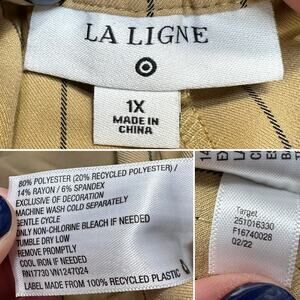 LA LIGNE
1X
MADE IN
CHINA
80% POLYESTER (20% RECYCLED POLYESTER) /
14% RAYON / 6% SPANDEX
EXCLUSIVE OF DECORATION
MACHINE WASH COLD SEPARATELY
GENTLE CYCLE
ONLY NON-CHLORINE BLEACH IF NEEDED
TUMBLE DRY LOW
REMOVE PROMPTLY
COOL IRON IF NEEDED
RN17730 VN1247024
LABEL MADE FROM 100% RECYCLED PLASTIC
Target
251016330
F16740028
02/22